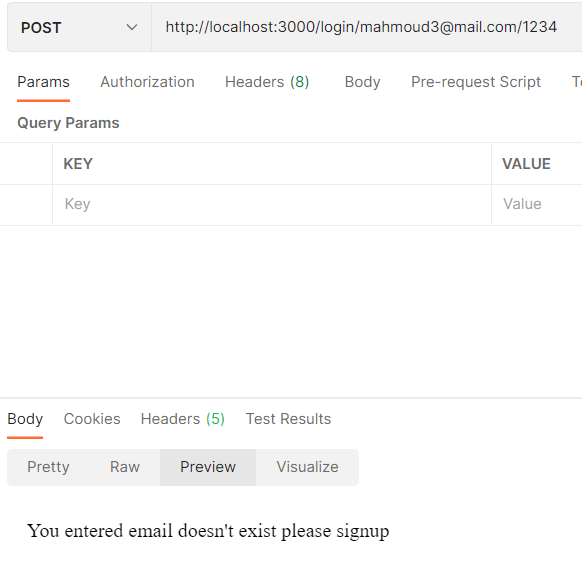 POST http://localhost:3000/login/mahmoud3@mail.com/1234
Params Authorization Headers (8) Body Pre-request Script
Query Params
KEY VALUE
Key Value
Body Cookies Headers (5) Test Results
Pretty Raw Preview Visualize
You entered email doesn't exist please signup